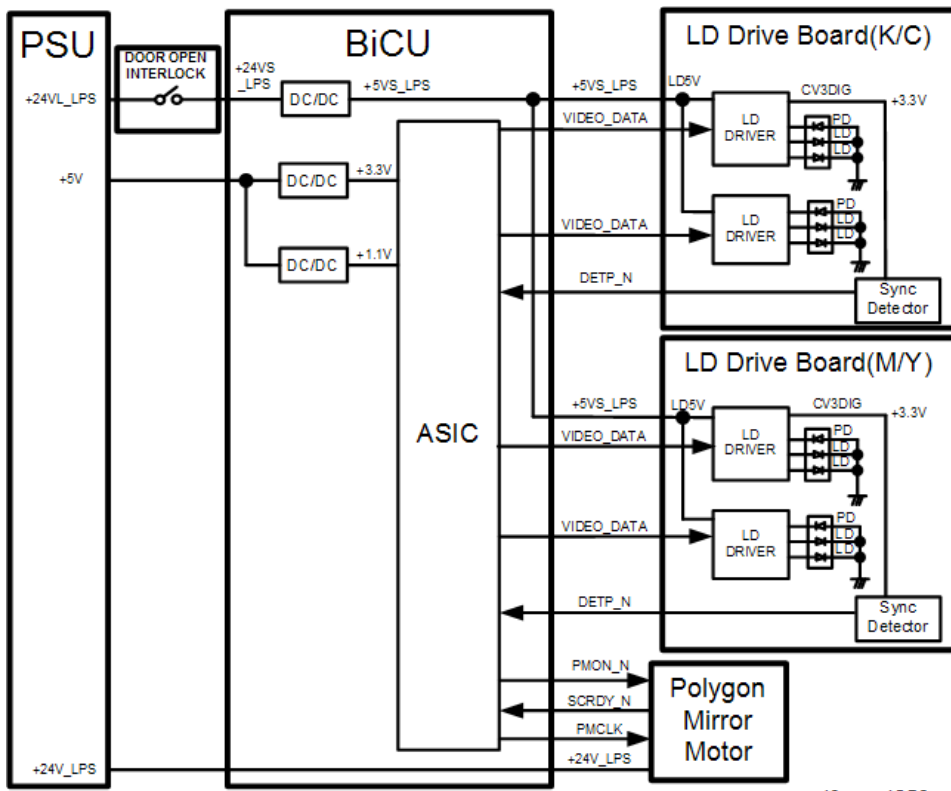 PSU
BiCU
LD Drive Board(K/C)
DOOR OPEN
INTERLOCK
+24VL_LPS
+24VS
_LPS
DC/DC
+5VS_LPS
+5VS_LPS
LD5V
CV3DIG
+3.3V
VIDEO_DATA
LD
DRIVER
PD
LD
LD
+5V
DC/DC
+3.3V
VIDEO_DATA
LD
DRIVER
PD
LD
LD
DC/DC
+1.1V
DETP_N
Sync
Detector
LD Drive Board(M/Y)
ASIC
+5VS_LPS
LD5V
CV3DIG
+3.3V
VIDEO_DATA
LD
DRIVER
PD
LD
LD
VIDEO_DATA
LD
DRIVER
PD
LD
LD
DETP_N
Sync
Detector
PMON_N
SCRDY_N
PMCLK
+24V_LPS
+24V_LPS
Polygon
Mirror
Motor